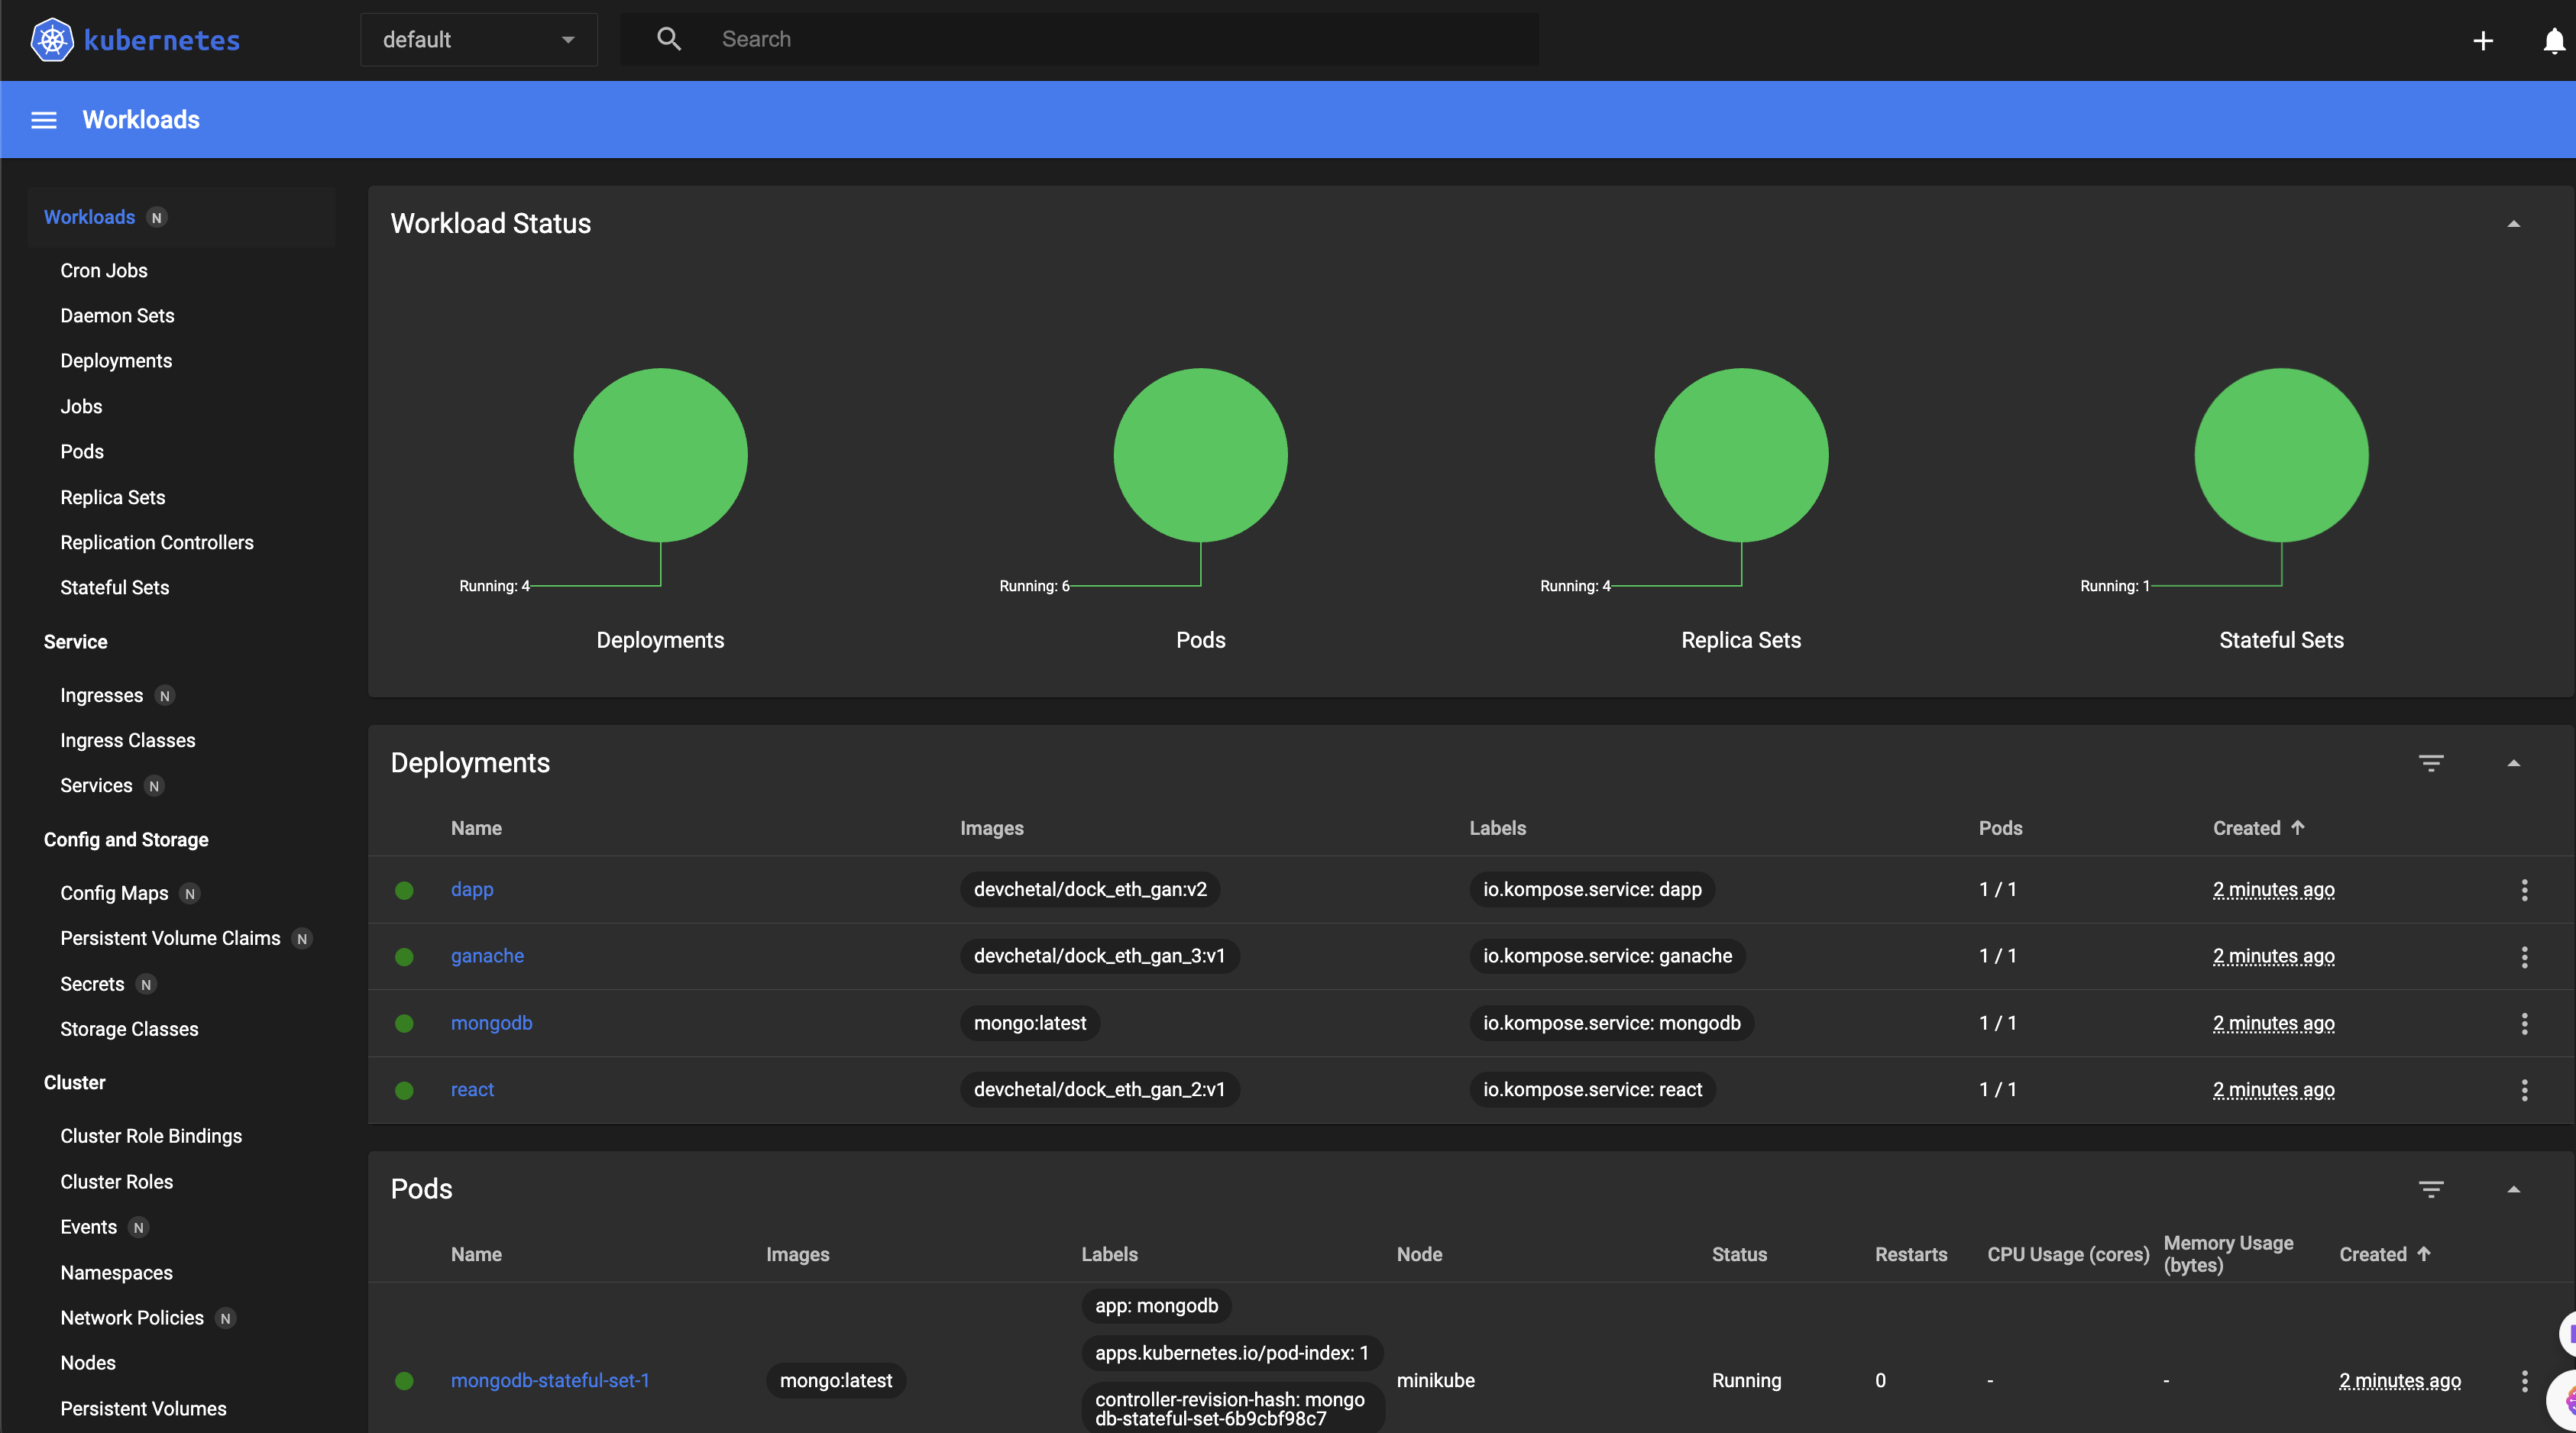 kubernetes
default
Search
Workloads
Workloads N
Cron Jobs
Daemon Sets
Deployments
Jobs
Pods
Replica Sets
Replication Controllers
Stateful Sets
Service
Ingresses N
Ingress Classes
Services N
Config and Storage
Config Maps N
Persistent Volume Claims N
Secrets N
Storage Classes
Cluster
Cluster Role Bindings
Cluster Roles
Events N
Namespaces
Network Policies N
Nodes
Persistent Volumes
Workload Status
Running: 4
Running: 6
Running: 4
Running: 1
Deployments
Pods
Replica Sets
Stateful Sets
Deployments
Name Images Labels Pods Created
dapp devchetal/dock_eth_gan:v2 io.kompose.service: dapp 1 / 1 2 minutes ago
ganache devchetal/dock_eth_gan_3:v1 io.kompose.service: ganache 1 / 1 2 minutes ago
mongodb mongo:latest io.kompose.service: mongodb 1 / 1 2 minutes ago
react devchetal/dock_eth_gan_2:v1 io.kompose.service: react 1 / 1 2 minutes ago
Pods
Name Images Labels Node Status Restarts CPU Usage (cores) Memory Usage
(bytes) Created
app: mongodb
apps.kubernetes.io/pod-index: 1
mongodb-stateful-set-1 mongo:latest minikube Running 0 - - 2 minutes ago
controller-revision-hash: mongo
db-stateful-set-6b9cbf98c7